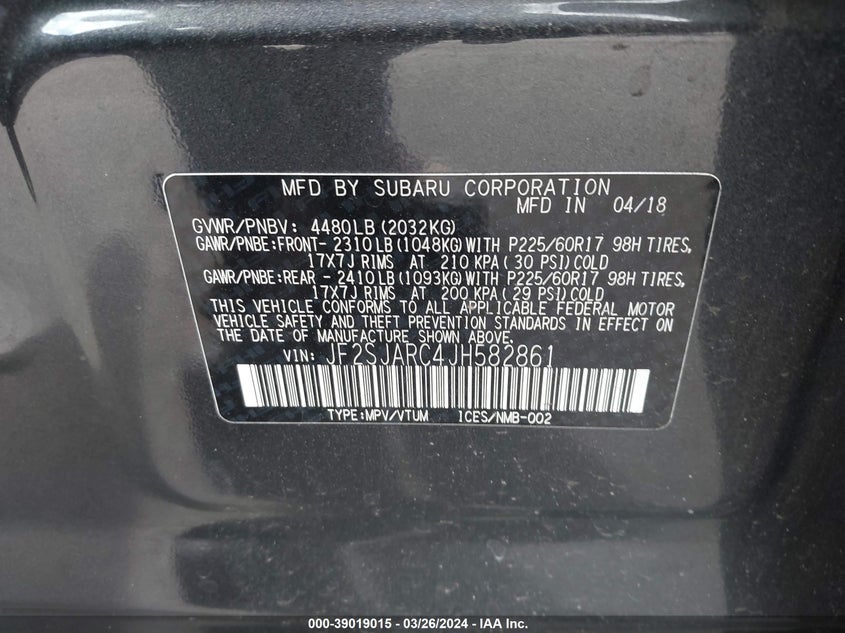 MFD BY SUBARU CORPORATION
MFD IN 04/18
GVWR/PNBV: 4480LB (2032KG)
GAWR/PNBE:FRONT- 2310LB (1048KG) WITH P225/60R17 98H TIRES,
17X7J RIMS AT 210 KPA (30 PSI) COLD
GAWR/PNBE:REAR - 2410LB (1093KG) WITH P225/60R17 98H TIRES,
17X7J RIMS AT 200 KPA (29 PSI) COLD
THIS VEHICLE CONFORMS TO ALL APPLICABLE FEDERAL MOTOR
VEHICLE SAFETY AND THEFT PREVENTION STANDARDS IN EFFECT ON
THE DATE OF MANUFACTURE SHOWN ABOVE.
VIN: JF2SJARC4JH582861
TYPE:MPV/VTUM ICES/NMB-002
000-39019015 - 03/26/2024 - IAA Inc.